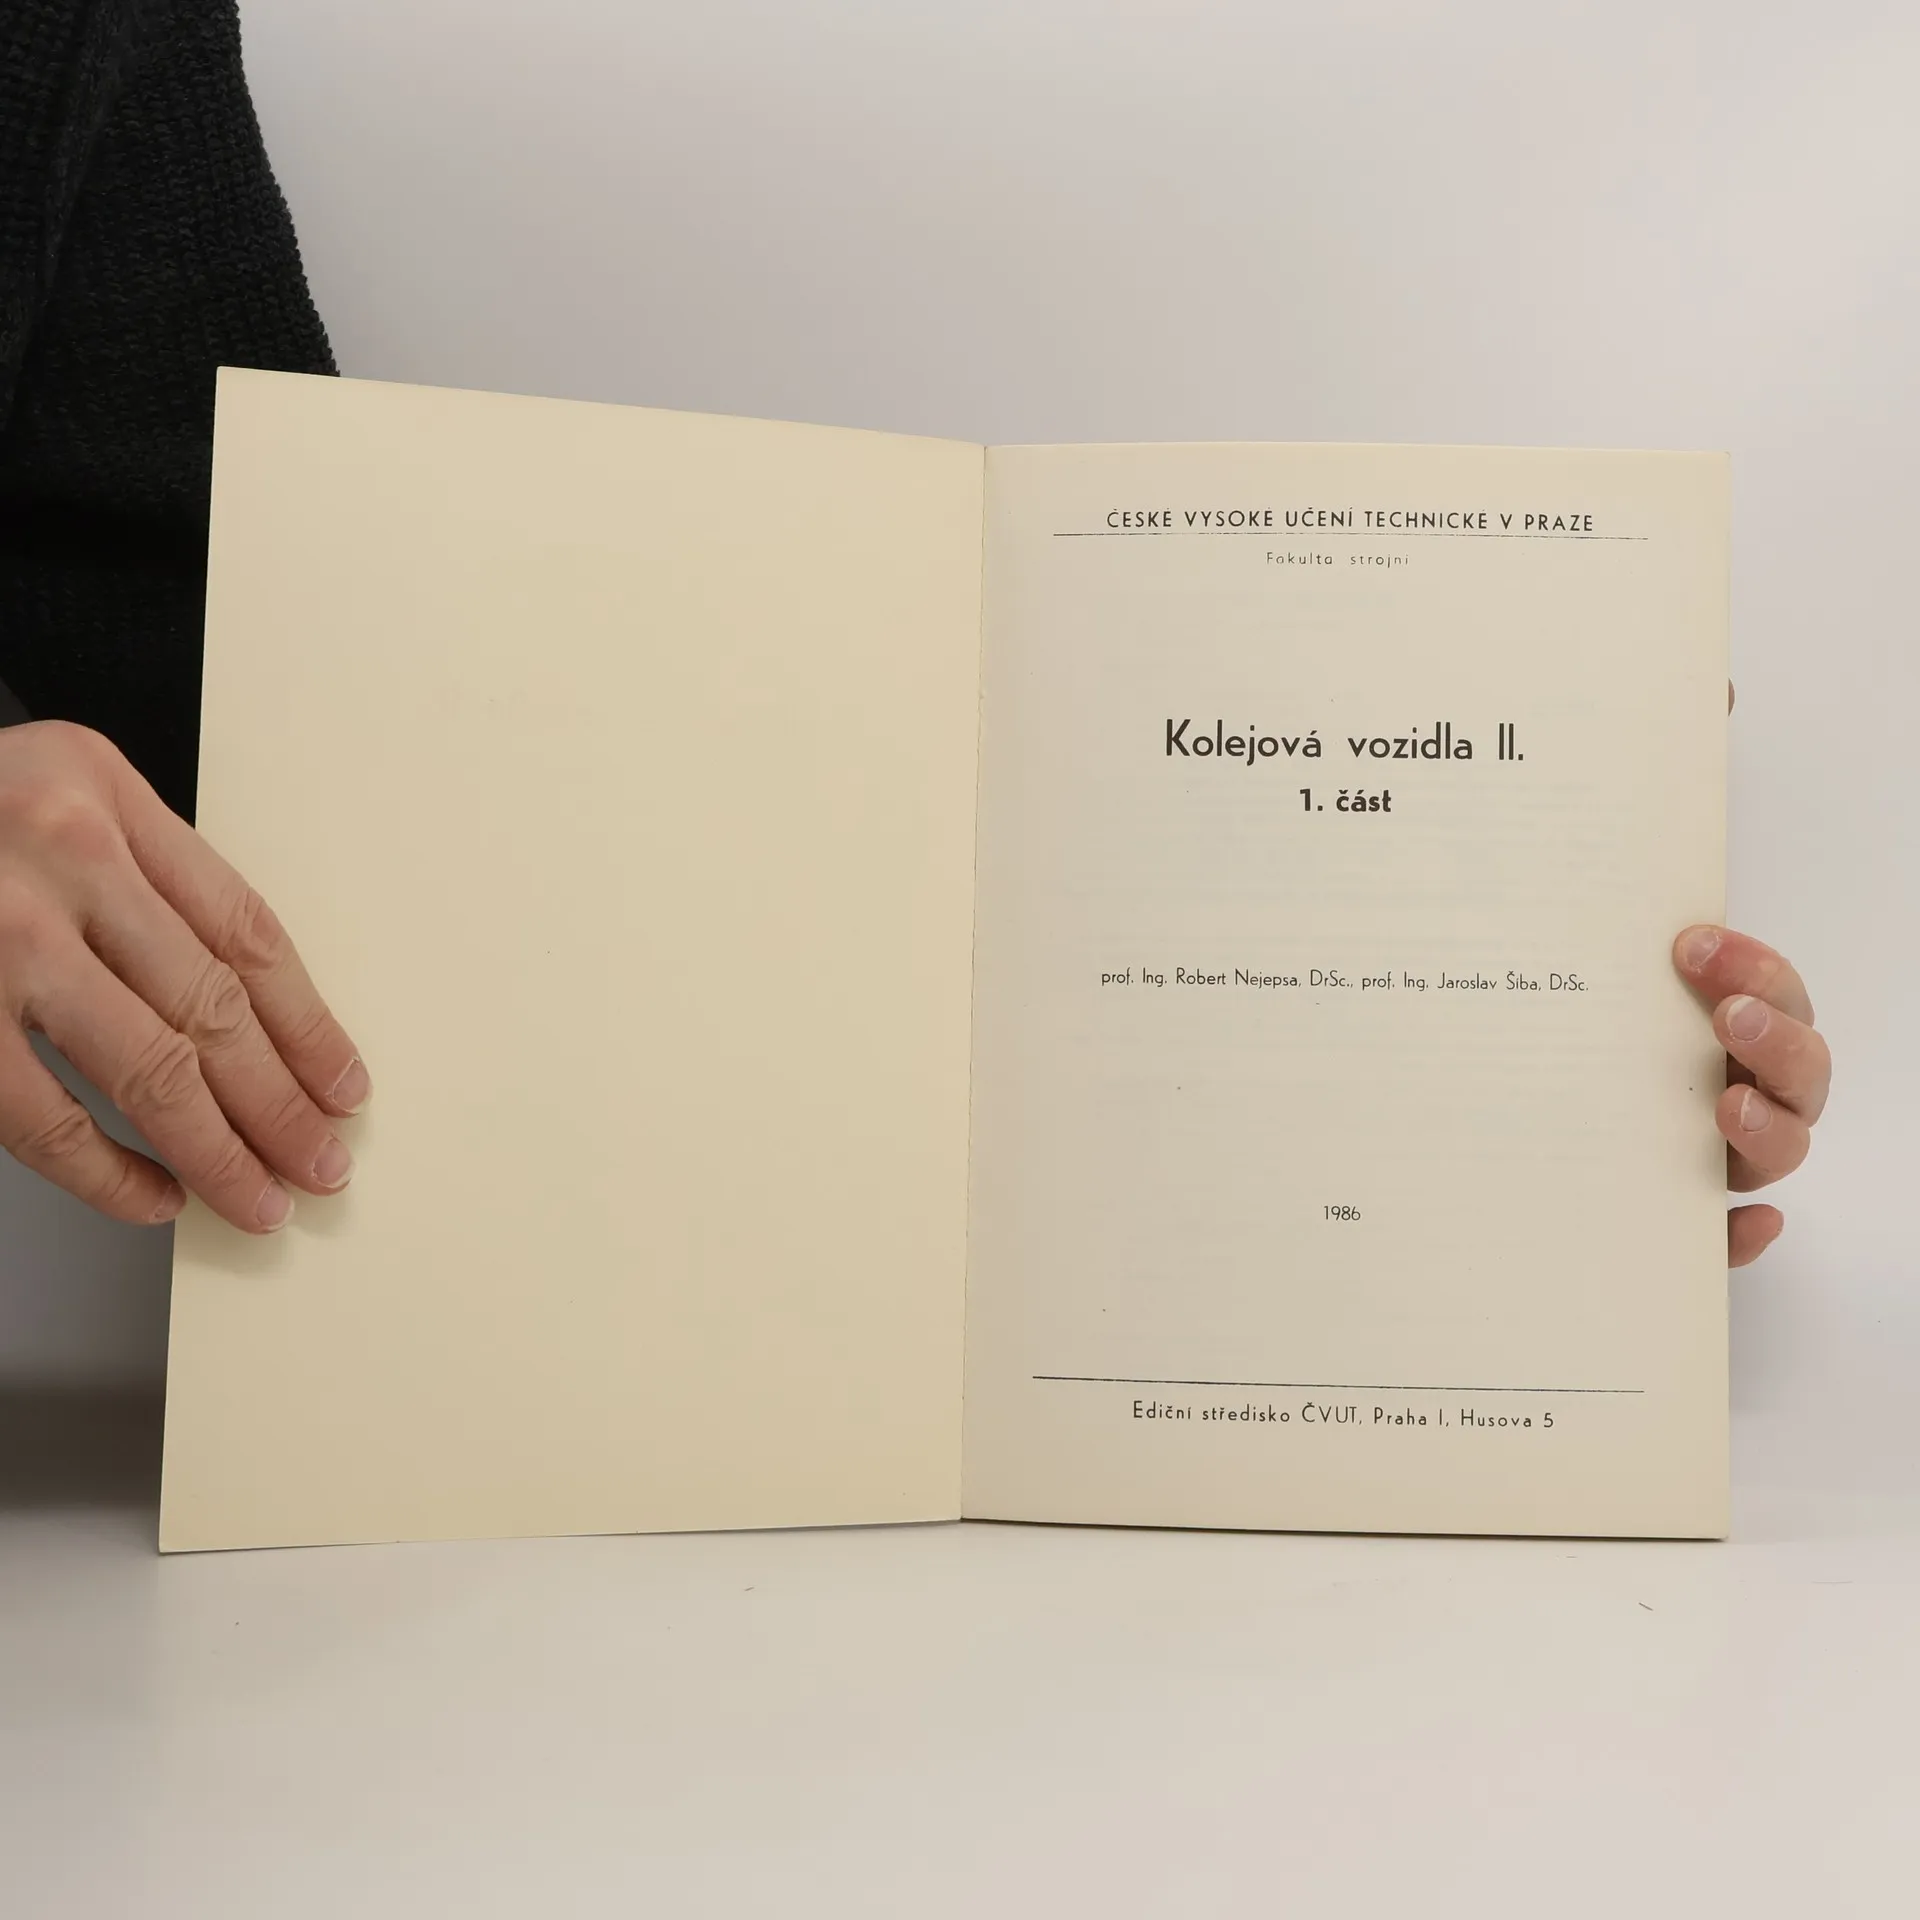 ČESKÉ VYSOKÉ UČENÍ TECHNICKÉ V PRAZE
Fakulta strojní
Kolejová vozidla II.
1. část
prof. Ing. Robert Nejepsa, DrSc., prof. Ing. Jaroslav Šiba, DrSc.
1986
Ediční středisko ČVUT, Praha 1, Husova 5